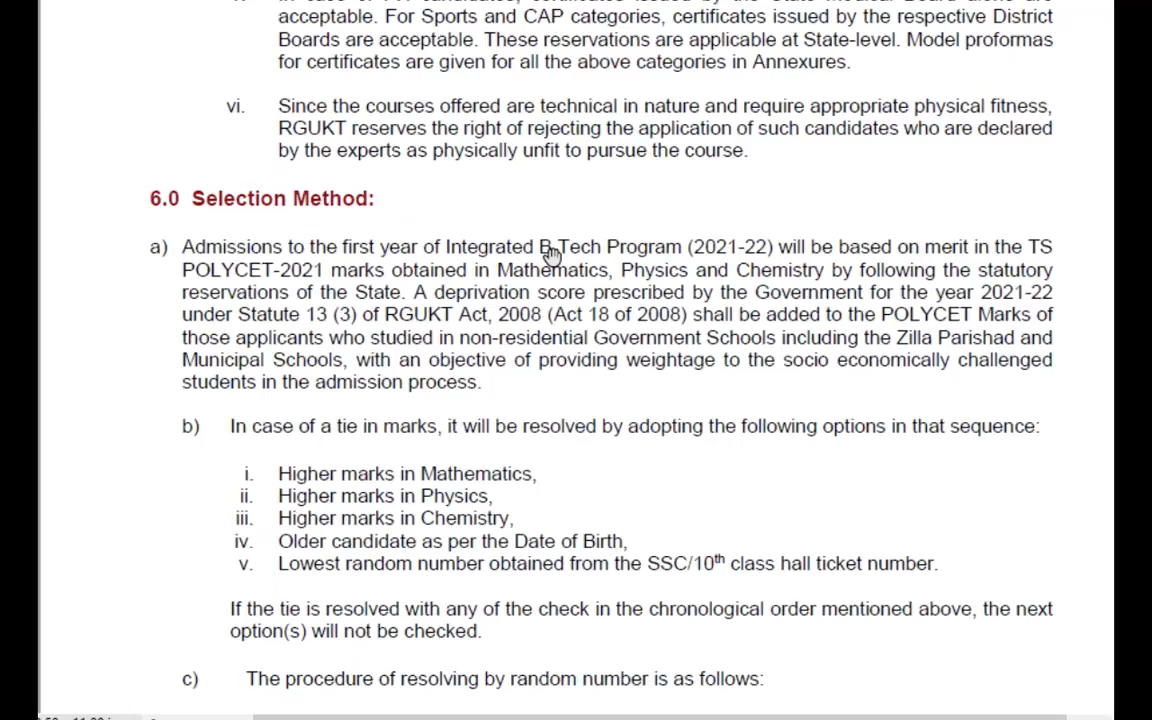 acceptable. For Sports and CAP categories, certificates issued by the respective District
Boards are acceptable. These reservations are applicable at State-level. Model proformas
for certificates are given for all the above categories in Annexures.
vi. Since the courses offered are technical in nature and require appropriate physical fitness,
RGUKT reserves the right of rejecting the application of such candidates who are declared
by the experts as physically unfit to pursue the course.
6.0 Selection Method:
a) Admissions to the first year of Integrated B.Tech Program (2021-22) will be based on merit in the TS
POLYCET-2021 marks obtained in Mathematics, Physics and Chemistry by following the statutory
reservations of the State. A deprivation score prescribed by the Government for the year 2021-22
under Statute 13 (3) of RGUKT Act, 2008 (Act 18 of 2008) shall be added to the POLYCET Marks of
those applicants who studied in non-residential Government Schools including the Zilla Parishad and
Municipal Schools, with an objective of providing weightage to the socio economically challenged
students in the admission process.
b) In case of a tie in marks, it will be resolved by adopting the following options in that sequence:
i. Higher marks in Mathematics,
ii. Higher marks in Physics,
iii. Higher marks in Chemistry,
iv. Older candidate as per the Date of Birth,
v. Lowest random number obtained from the SSC/10th class hall ticket number.
If the tie is resolved with any of the check in the chronological order mentioned above, the next
option(s) will not be checked.
c) The procedure of resolving by random number is as follows: